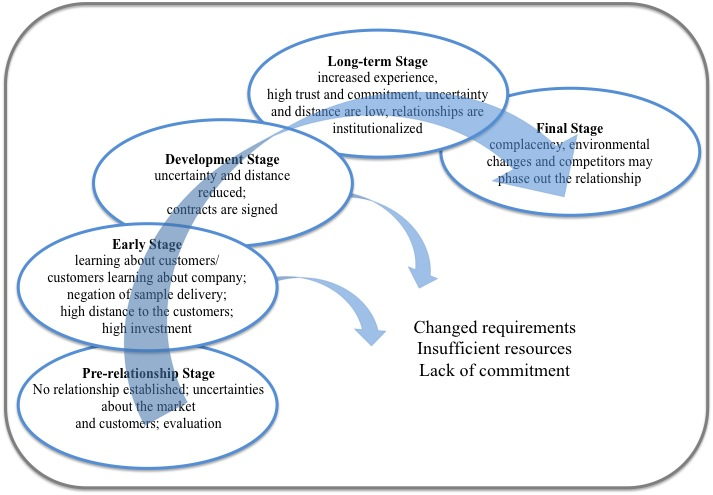 Long-term Stage
increased experience,
high trust and commitment, uncertainty
and distance are low, relationships are
institutionalized
Final Stage
complacency, environmental
changes and competitors may
phase out the relationship
Development Stage
uncertainty and distance
reduced;
contracts are signed
Early Stage
learning about customers/
customers learning about company;
negation of sample delivery;
high distance to the customers;
high investment
Pre-relationship Stage
No relationship established; uncertainties
about the market
and customers; evaluation
Changed requirements
Insufficient resources
Lack of commitment